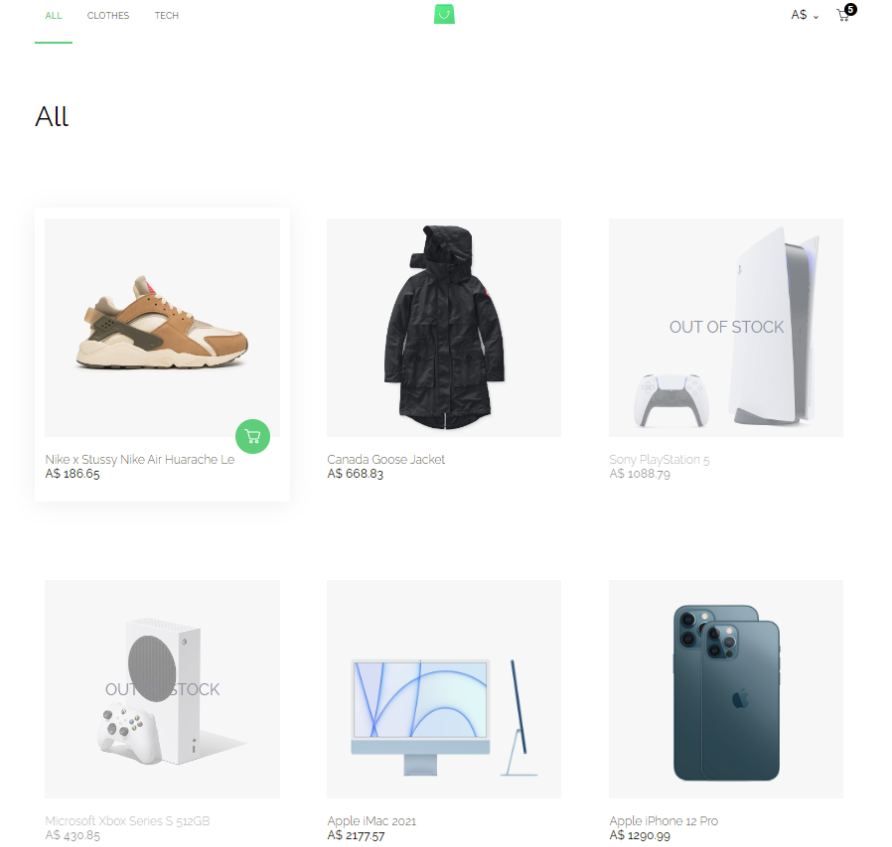 ALL CLOTHES TECH A$ 5
All
OUT OF STOCK
Nike x Stussy Nike Air Huarache Le
A$ 186.65
Canada Goose Jacket
A$ 668.83
Sony PlayStation 5
A$ 1088.79
OUT OF STOCK
Microsoft Xbox Series S 512GB
A$ 430.85
Apple iMac 2021
A$ 2177.57
Apple iPhone 12 Pro
A$ 1290.99